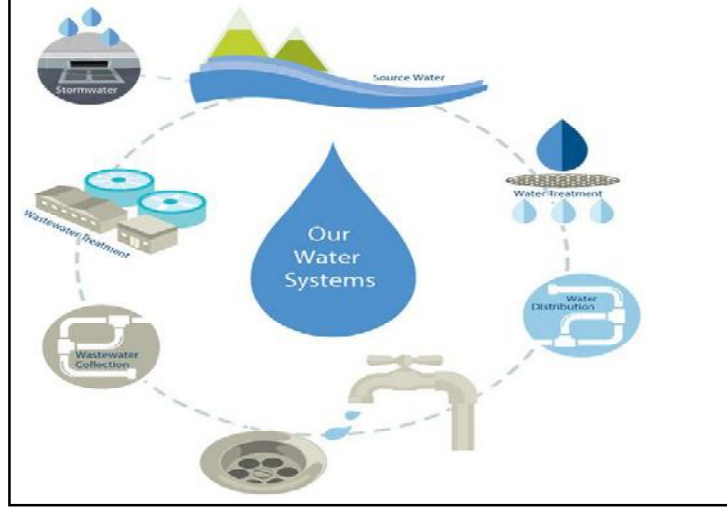 Source Water
Stormwater
Water Treatment
Wastewater Treatment
Our
Water
Systems
Water
Distribution
Wastewater
Collection